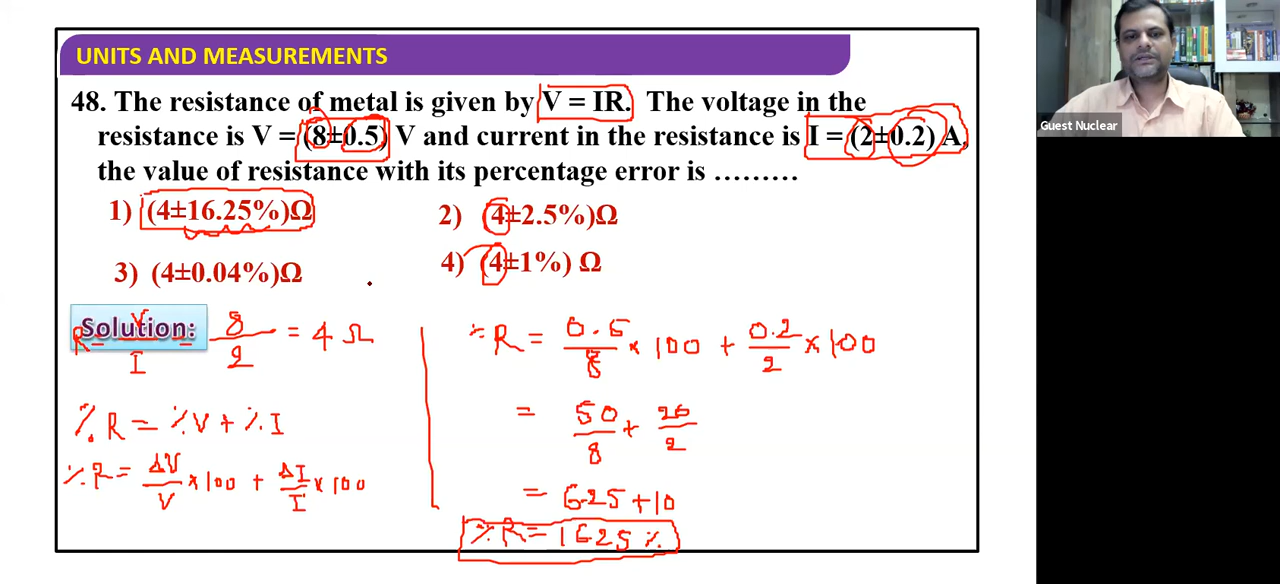 UNITS AND MEASUREMENTS
48. The resistance of metal is given by V = IR. The voltage in the
resistance is V = (8±0.5) V and current in the resistance is I = (2±0.2) A,
the value of resistance with its percentage error is .........
1) (4±16.25%)Ω
2) (4±2.5%)Ω
3) (4±0.04%)Ω
4) (4±1%) Ω
Solution:
R = V/I = 8/2 = 4 Ω
% R = % V + % I
% R = ΔV/V × 100 + ΔI/I × 100
% R = 0.5/8 × 100 + 0.2/2 × 100
= 50/8 + 20/2
= 6.25 + 10
% R = 16.25 %
Guest Nuclear